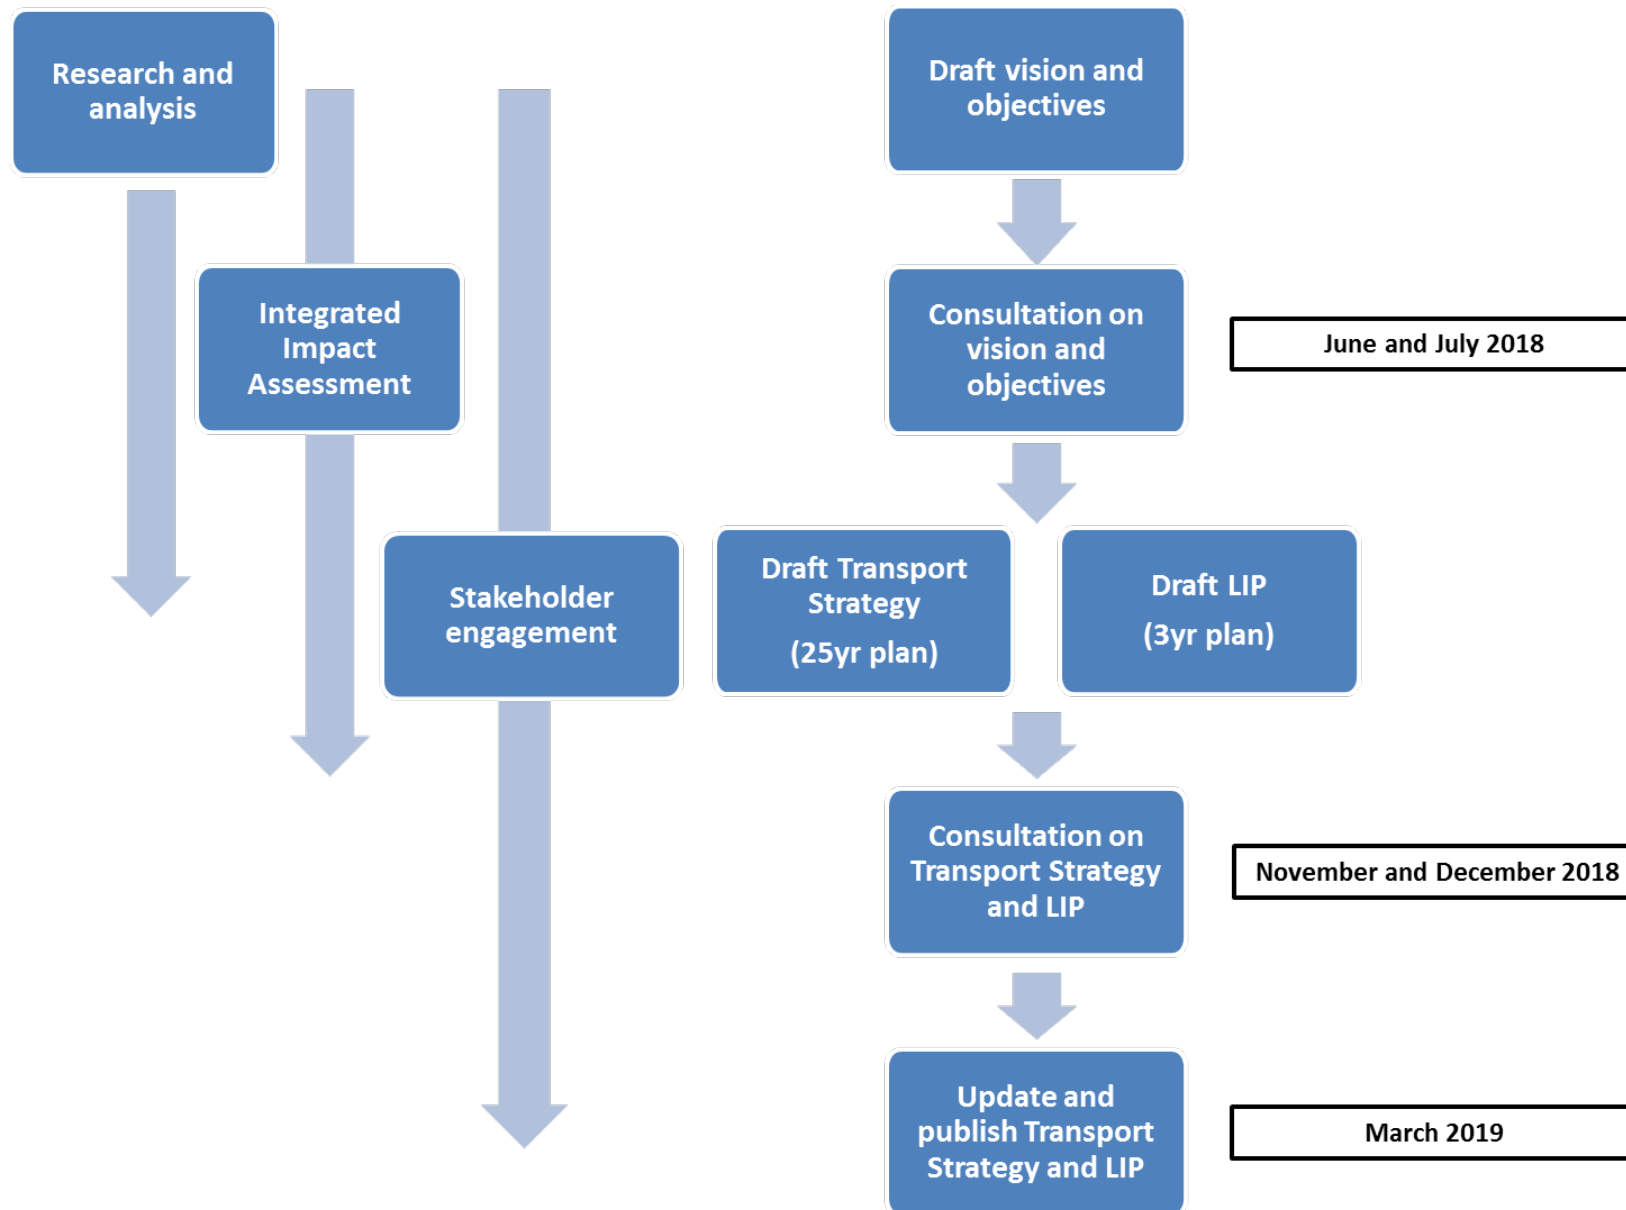 Research and
analysis
Draft vision and
objectives
Integrated
Impact
Assessment
Consultation on
vision and
objectives
June and July 2018
Stakeholder
engagement
Draft Transport
Strategy
(25yr plan)
Draft LIP
(3yr plan)
Consultation on
Transport Strategy
and LIP
November and December 2018
Update and
publish Transport
Strategy and LIP
March 2019